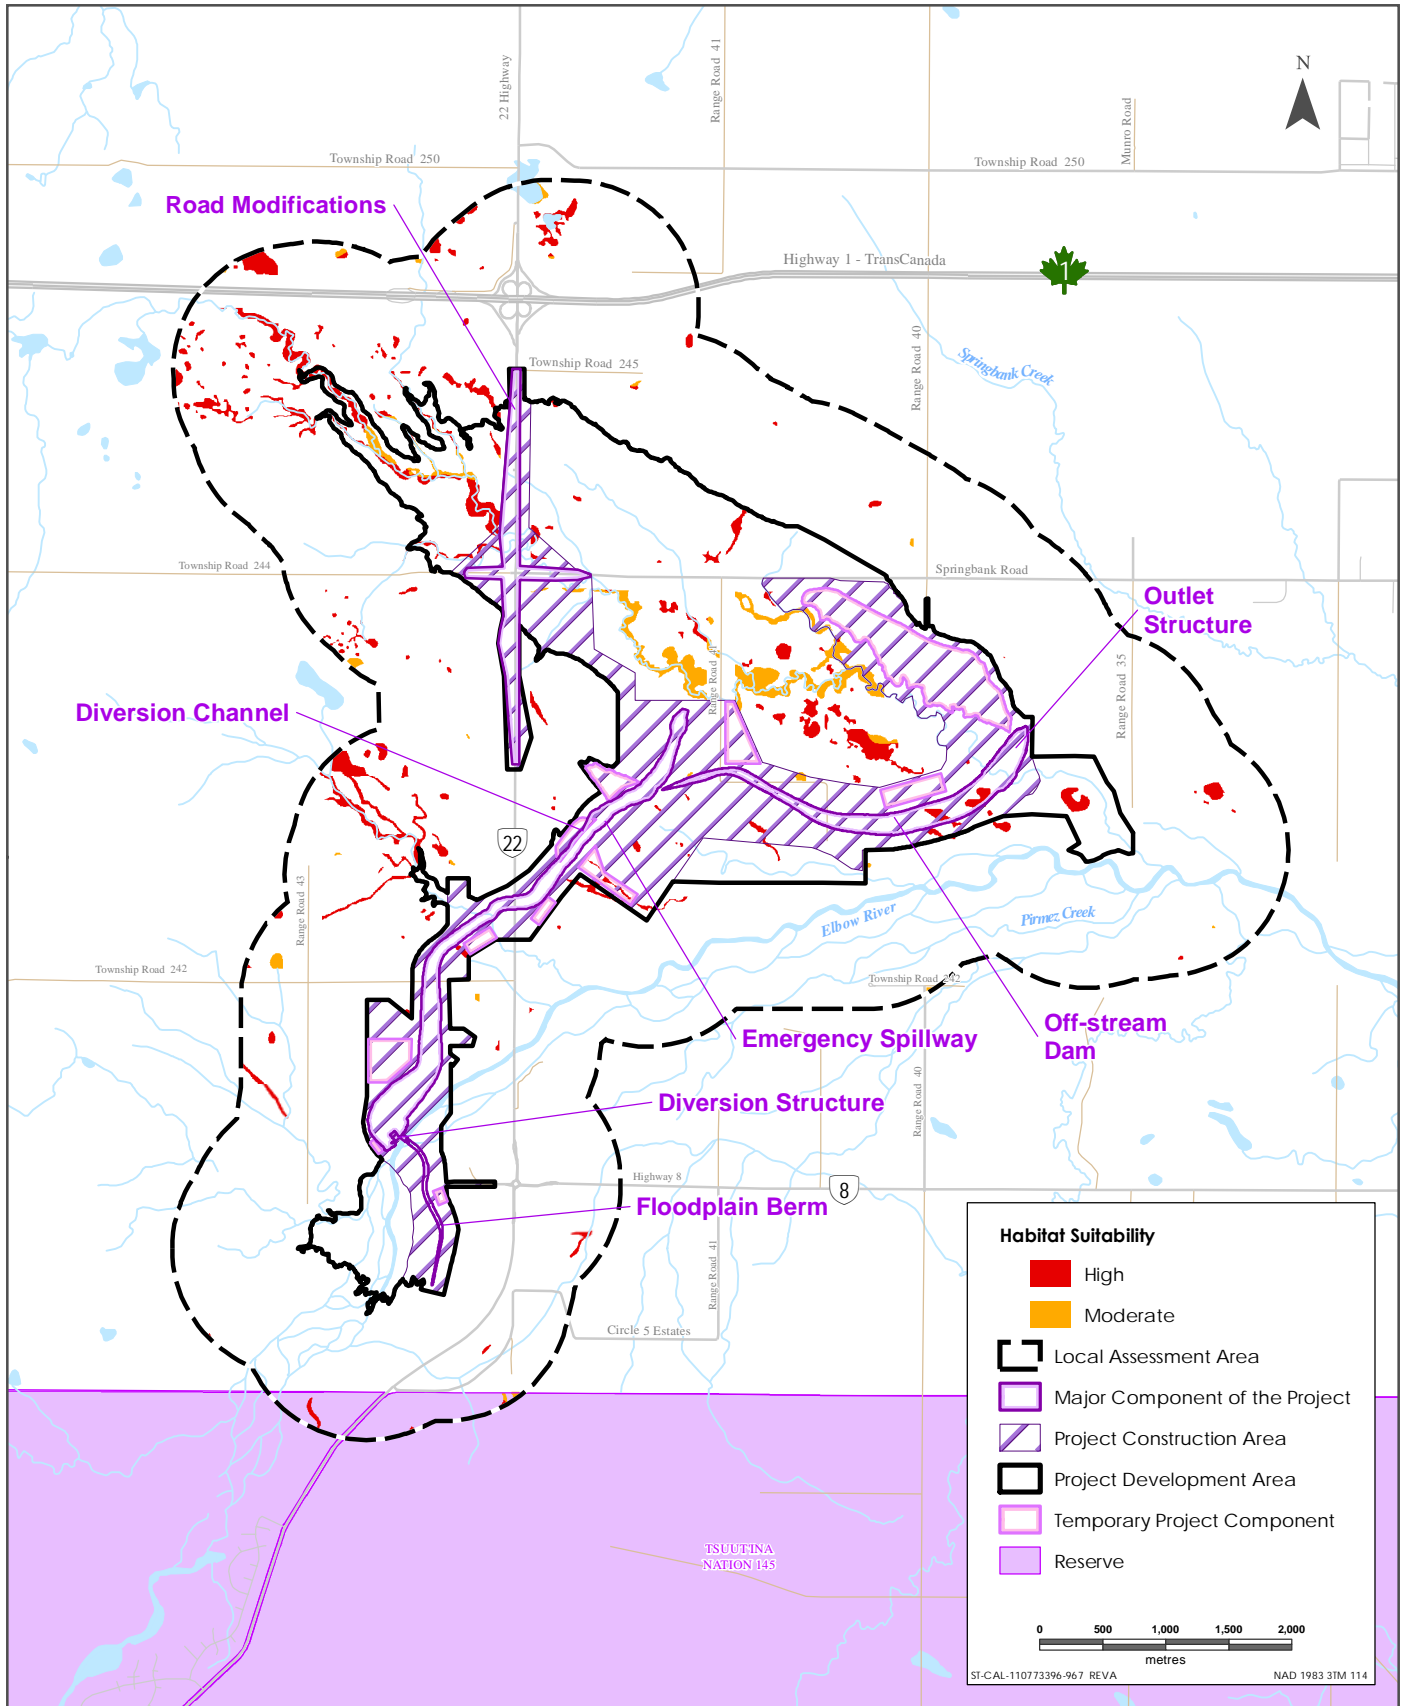 22 Highway
Range Road 41
Munro Road
N
Township Road 250
Township Road 250
Road Modifications
Highway 1 - TransCanada
1
Range Road 40
Springbank Creek
Township Road 245
Township Road 244
Springbank Road
Outlet
Structure
Range Road 41
Range Road 35
Diversion Channel
22
Range Road 43
Elbow River
Pirmez Creek
Township Road 242
Township Road 242
Emergency Spillway
Off-stream
Dam
Range Road 40
Diversion Structure
Highway 8
8
Floodplain Berm
Range Road 41
Circle 5 Estates
TSUUT'INA
NATION 145
Habitat Suitability
High
Moderate
Local Assessment Area
Major Component of the Project
Project Construction Area
Project Development Area
Temporary Project Component
Reserve
0 500 1,000 1,500 2,000
metres
ST-CAL-110773396-967 REVA
NAD 1983 3TM 114